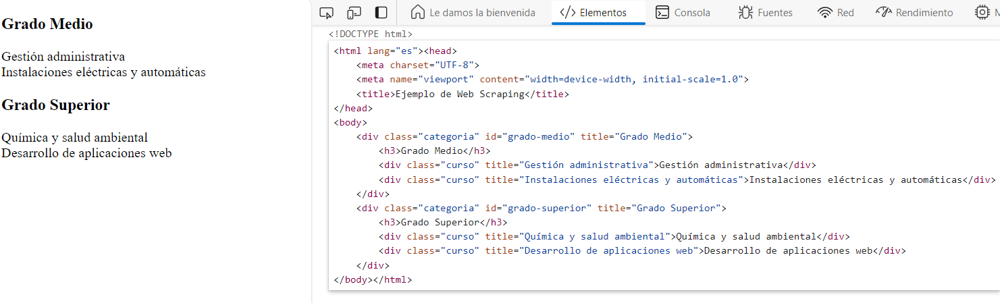 Grado Medio
Gestión administrativa
Instalaciones eléctricas y automáticas
Grado Superior
Química y salud ambiental
Desarrollo de aplicaciones web
Le damos la bienvenida
</> Elementos
Consola
Fuentes
Red
Rendimiento
M
<!DOCTYPE html>
<html lang="es"><head>
<meta charset="UTF-8">
<meta name="viewport" content="width=device-width, initial-scale=1.0">
<title>Ejemplo de Web Scraping</title>
</head>
<body>
<div class="categoria" id="grado-medio" title="Grado Medio">
<h3>Grado Medio</h3>
<div class="curso" title="Gestión administrativa">Gestión administrativa</div>
<div class="curso" title="Instalaciones eléctricas y automáticas">Instalaciones eléctricas y automáticas</div>
</div>
<div class="categoria" id="grado-superior" title="Grado Superior">
<h3>Grado Superior</h3>
<div class="curso" title="Química y salud ambiental">Química y salud ambiental</div>
<div class="curso" title="Desarrollo de aplicaciones web">Desarrollo de aplicaciones web</div>
</div>
</body></html>